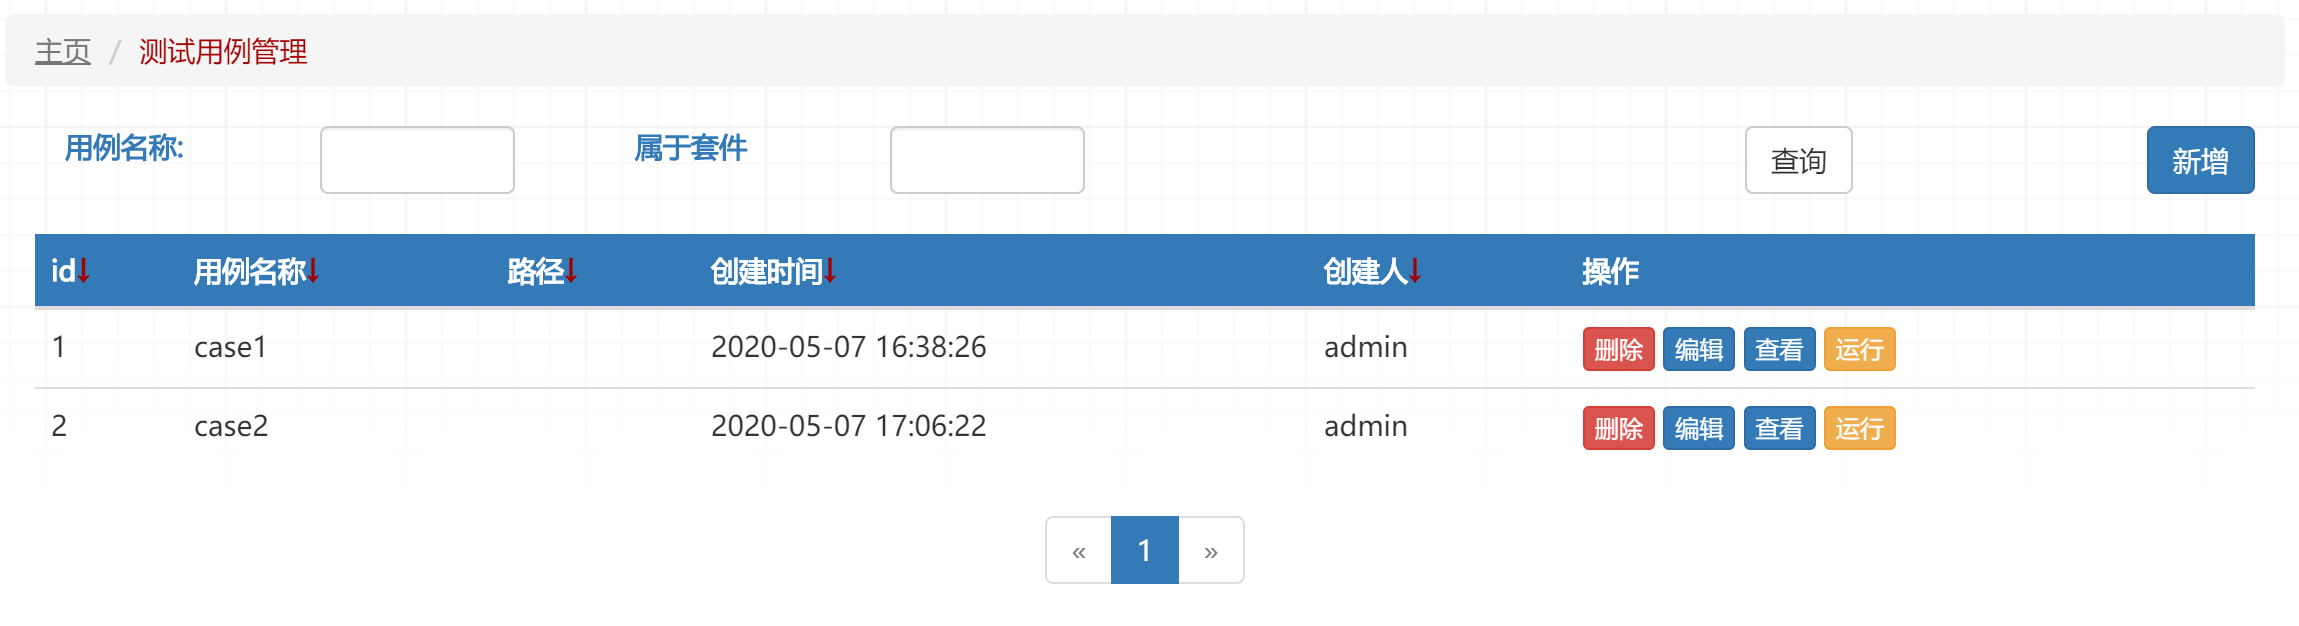 主页 / 测试用例管理
用例名称: 属于套件 查询 新增
id↓ 用例名称↓ 路径↓ 创建时间↓ 创建人↓ 操作
1 case1 2020-05-07 16:38:26 admin 删除 编辑 查看 运行
2 case2 2020-05-07 17:06:22 admin 删除 编辑 查看 运行
« 1 »